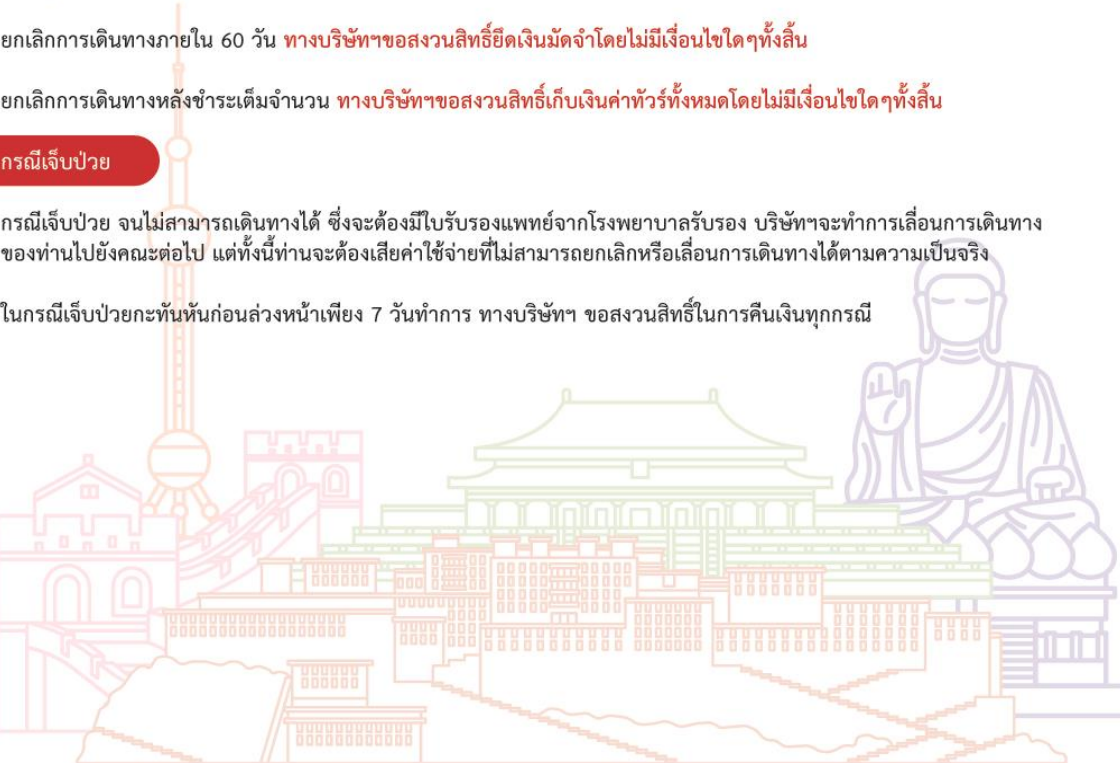 ยกเลิกการเดินทางภายใน 60 วัน ทางบริษัทฯขอสงวนสิทธิ์ยึดเงินมัดจำโดยไม่มีเงื่อนไขใดๆทั้งสิ้น
ยกเลิกการเดินทางหลังชำระเต็มจำนวน ทางบริษัทฯขอสงวนสิทธิ์เก็บเงินค่าทัวร์ทั้งหมดโดยไม่มีเงื่อนไขใดๆทั้งสิ้น
กรณีเจ็บป่วย
กรณีเจ็บป่วย จนไม่สามารถเดินทางได้ ซึ่งจะต้องมีใบรับรองแพทย์จากโรงพยาบาลรับรอง บริษัทฯจะทำการเลื่อนการเดินทาง
ของท่านไปยังคณะต่อไป แต่ทั้งนี้ท่านจะต้องเสียค่าใช้จ่ายที่ไม่สามารถยกเลิกหรือเลื่อนการเดินทางได้ตามความเป็นจริง
ในกรณีเจ็บป่วยกะทันหันก่อนล่วงหน้าเพียง 7 วันทำการ ทางบริษัทฯ ขอสงวนสิทธิ์ในการคืนเงินทุกกรณี